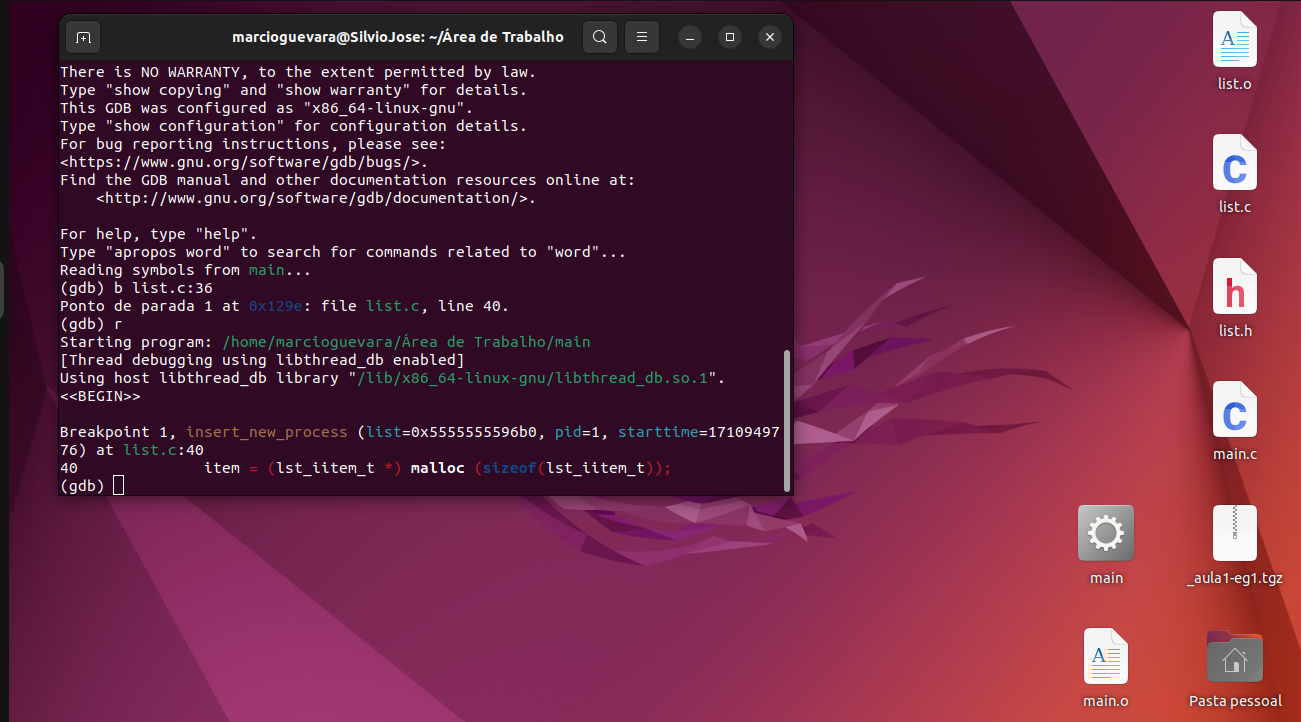 marcioguevara@SilvioJose: ~/Área de Trabalho
There is NO WARRANTY, to the extent permitted by law.
Type "show copying" and "show warranty" for details.
This GDB was configured as "x86_64-linux-gnu".
Type "show configuration" for configuration details.
For bug reporting instructions, please see:
<https://www.gnu.org/software/gdb/bugs/>.
Find the GDB manual and other documentation resources online at:
    <http://www.gnu.org/software/gdb/documentation/>.
For help, type "help".
Type "apropos word" to search for commands related to "word"...
Reading symbols from main...
(gdb) b list.c:36
Ponto de parada 1 at 0x129e: file list.c, line 40.
(gdb) r
Starting program: /home/marcioguevara/Área de Trabalho/main
[Thread debugging using libthread_db enabled]
Using host libthread_db library "/lib/x86_64-linux-gnu/libthread_db.so.1".
<<BEGIN>>
Breakpoint 1, insert_new_process (list=0x5555555596b0, pid=1, starttime=17109497
76) at list.c:40
40              item = (lst_iitem_t *) malloc (sizeof(lst_iitem_t));
(gdb)
list.o
list.c
list.h
main.c
main
_aula1-eg1.tgz
main.o
Pasta pessoal